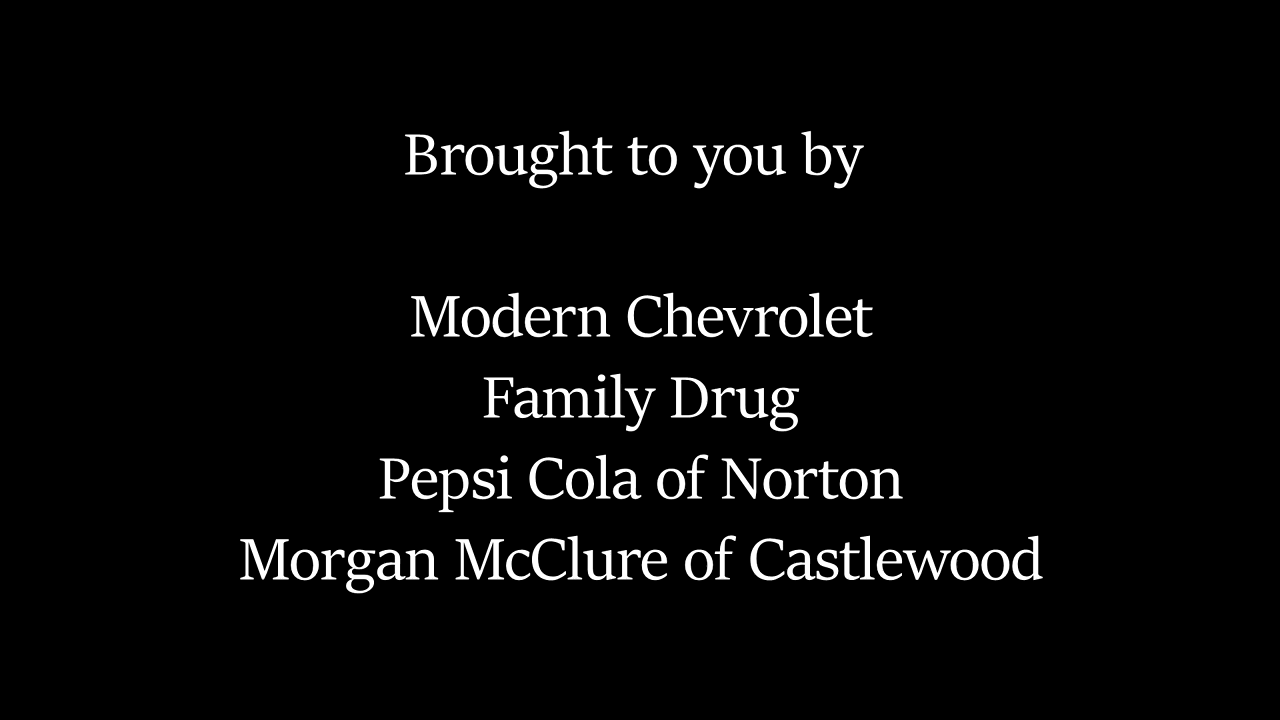 Brought to you by
Modern Chevrolet
Family Drug
Pepsi Cola of Norton
Morgan McClure of Castlewood